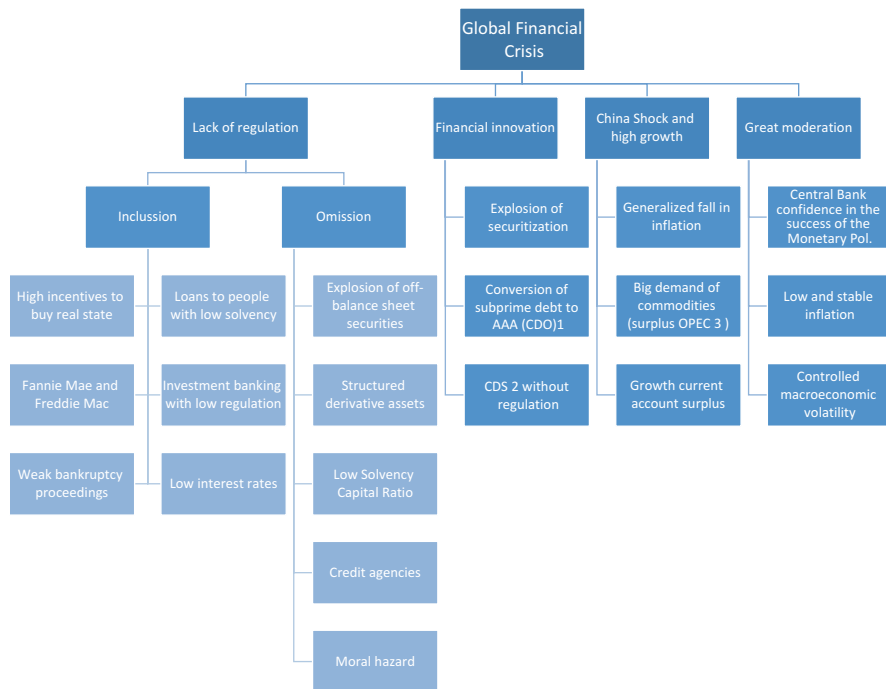 Global Financial
Crisis
Lack of regulation
Financial innovation
China Shock and
high growth
Great moderation
Inclussion
Omission
Explosion of
securitization
Generalized fall in
inflation
Central Bank
confidence in the
success of the
Monetary Pol.
High incentives to
buy real state
Loans to people
with low solvency
Explosion of off-
balance sheet
securities
Conversion of
subprime debt to
AAA (CDO)1
Big demand of
commodities
(surplus OPEC 3 )
Low and stable
inflation
Fannie Mae and
Freddie Mac
Investment banking
with low regulation
Structured
derivative assets
CDS 2 without
regulation
Growth current
account surplus
Controlled
macroeconomic
volatility
Weak bankruptcy
proceedings
Low interest rates
Low Solvency
Capital Ratio
Credit agencies
Moral hazard